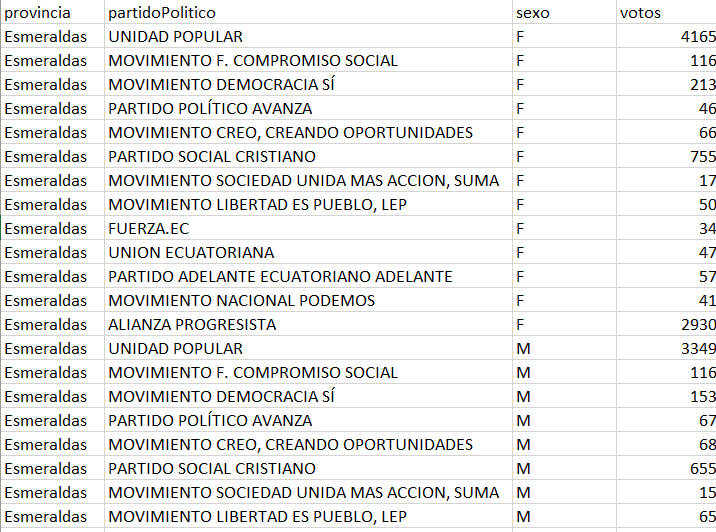 provincia partidoPolitico sexo votos
Esmeraldas UNIDAD POPULAR F 4165
Esmeraldas MOVIMIENTO F. COMPROMISO SOCIAL F 116
Esmeraldas MOVIMIENTO DEMOCRACIA SÍ F 213
Esmeraldas PARTIDO POLÍTICO AVANZA F 46
Esmeraldas MOVIMIENTO CREO, CREANDO OPORTUNIDADES F 66
Esmeraldas PARTIDO SOCIAL CRISTIANO F 755
Esmeraldas MOVIMIENTO SOCIEDAD UNIDA MAS ACCION, SUMA F 17
Esmeraldas MOVIMIENTO LIBERTAD ES PUEBLO, LEP F 50
Esmeraldas FUERZA.EC F 34
Esmeraldas UNION ECUATORIANA F 47
Esmeraldas PARTIDO ADELANTE ECUATORIANO ADELANTE F 57
Esmeraldas MOVIMIENTO NACIONAL PODEMOS F 41
Esmeraldas ALIANZA PROGRESISTA F 2930
Esmeraldas UNIDAD POPULAR M 3349
Esmeraldas MOVIMIENTO F. COMPROMISO SOCIAL M 116
Esmeraldas MOVIMIENTO DEMOCRACIA SÍ M 153
Esmeraldas PARTIDO POLÍTICO AVANZA M 67
Esmeraldas MOVIMIENTO CREO, CREANDO OPORTUNIDADES M 68
Esmeraldas PARTIDO SOCIAL CRISTIANO M 655
Esmeraldas MOVIMIENTO SOCIEDAD UNIDA MAS ACCION, SUMA M 15
Esmeraldas MOVIMIENTO LIBERTAD ES PUEBLO, LEP M 65